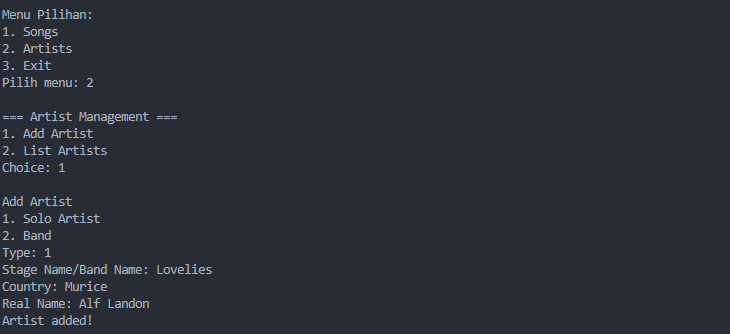 Menu Pilihan:
1. Songs
2. Artists
3. Exit
Pilih menu: 2

=== Artist Management ===
1. Add Artist
2. List Artists
Choice: 1

Add Artist
1. Solo Artist
2. Band
Type: 1
Stage Name/Band Name: Lovelies
Country: Murice
Real Name: Alf Landon
Artist added!